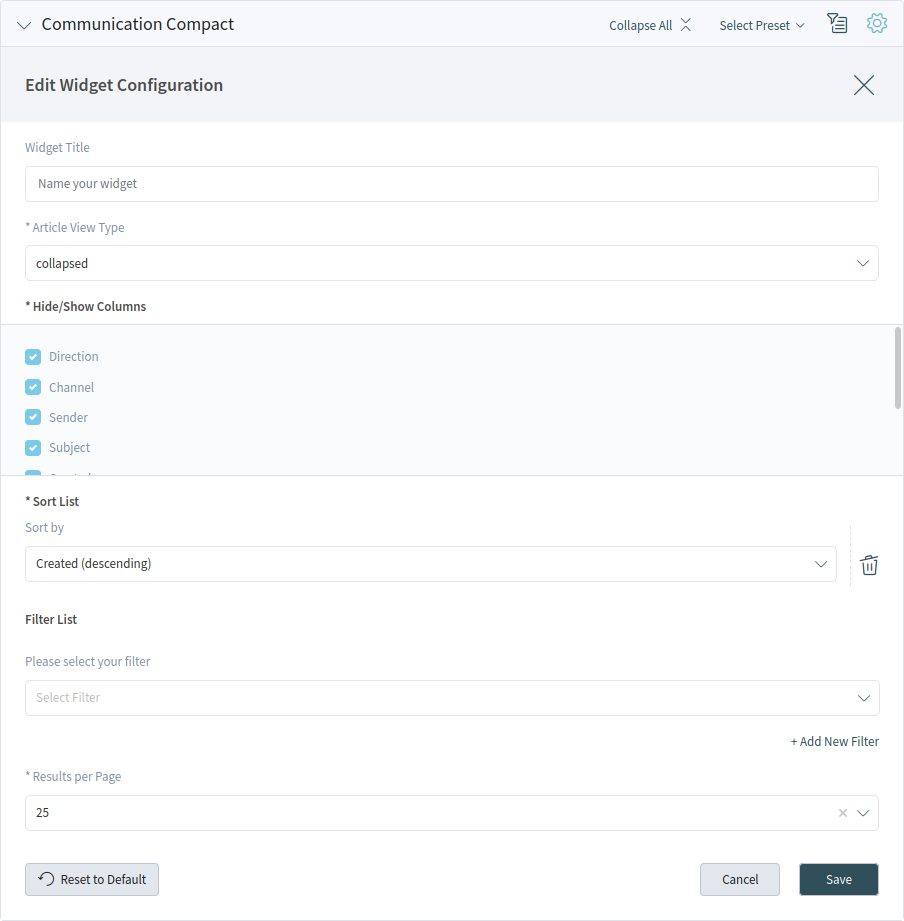 Communication Compact
Collapse All
Select Preset
Edit Widget Configuration
Widget Title
Name your widget
* Article View Type
collapsed
* Hide/Show Columns
Direction
Channel
Sender
Subject
* Sort List
Sort by
Created (descending)
Filter List
Please select your filter
Select Filter
+ Add New Filter
* Results per Page
25
Reset to Default
Cancel
Save